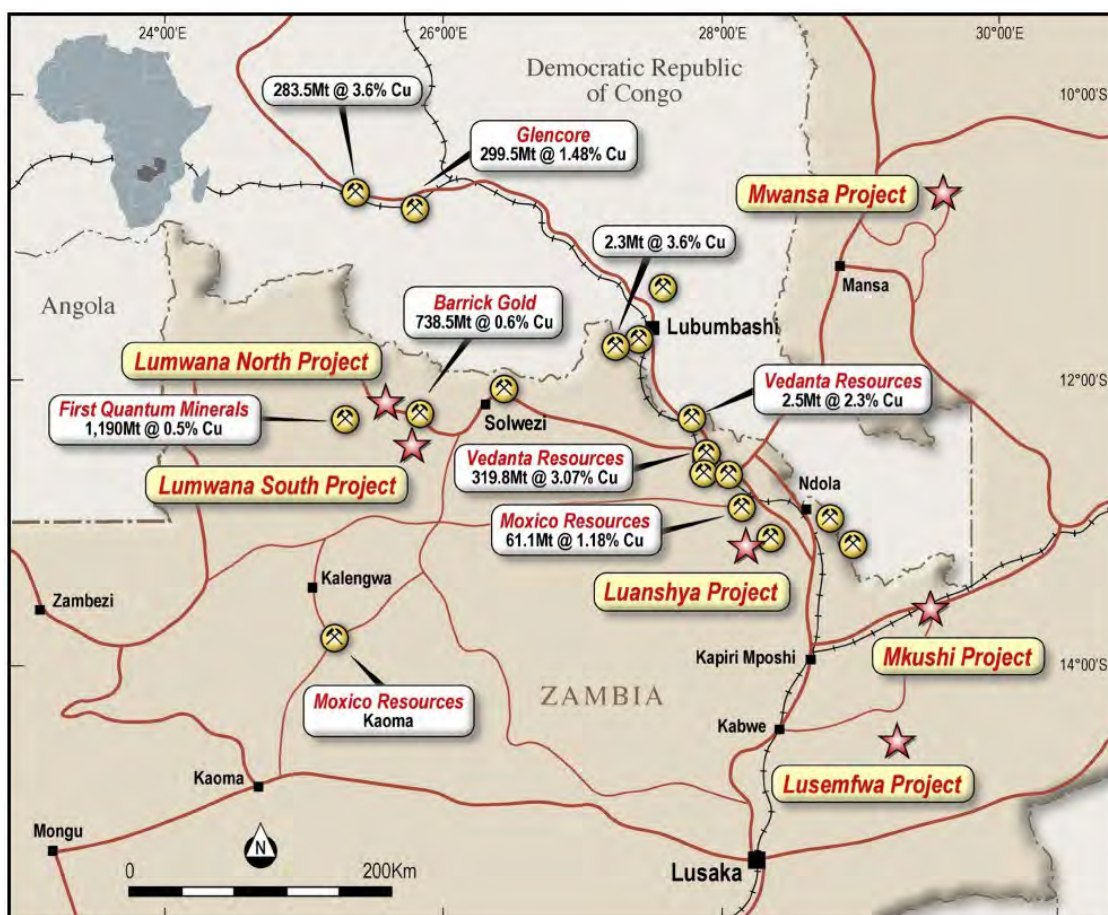 24°00'E
26°00'E
28°00'E
30°00'E
10°00'S
Democratic Republic
of Congo
283.5Mt @ 3.6% Cu
Glencore
299.5Mt @ 1.48% Cu
Mwansa Project
2.3Mt @ 3.6% Cu
Mansa
Angola
Barrick Gold
738.5Mt @ 0.6% Cu
Lubumbashi
Lumwana North Project
12°00'S
First Quantum Minerals
1,190Mt @ 0.5% Cu
Solwezi
Vedanta Resources
2.5Mt @ 2.3% Cu
Lumwana South Project
Vedanta Resources
319.8Mt @ 3.07% Cu
Ndola
Moxico Resources
61.1Mt @ 1.18% Cu
Kalengwa
Luanshya Project
Zambezi
Kapiri Mposhi
Mkushi Project
14°00'S
Moxico Resources
Kaoma
ZAMBIA
Kabwe
Kaoma
Lusemfwa Project
Mongu
N
0
200Km
Lusaka